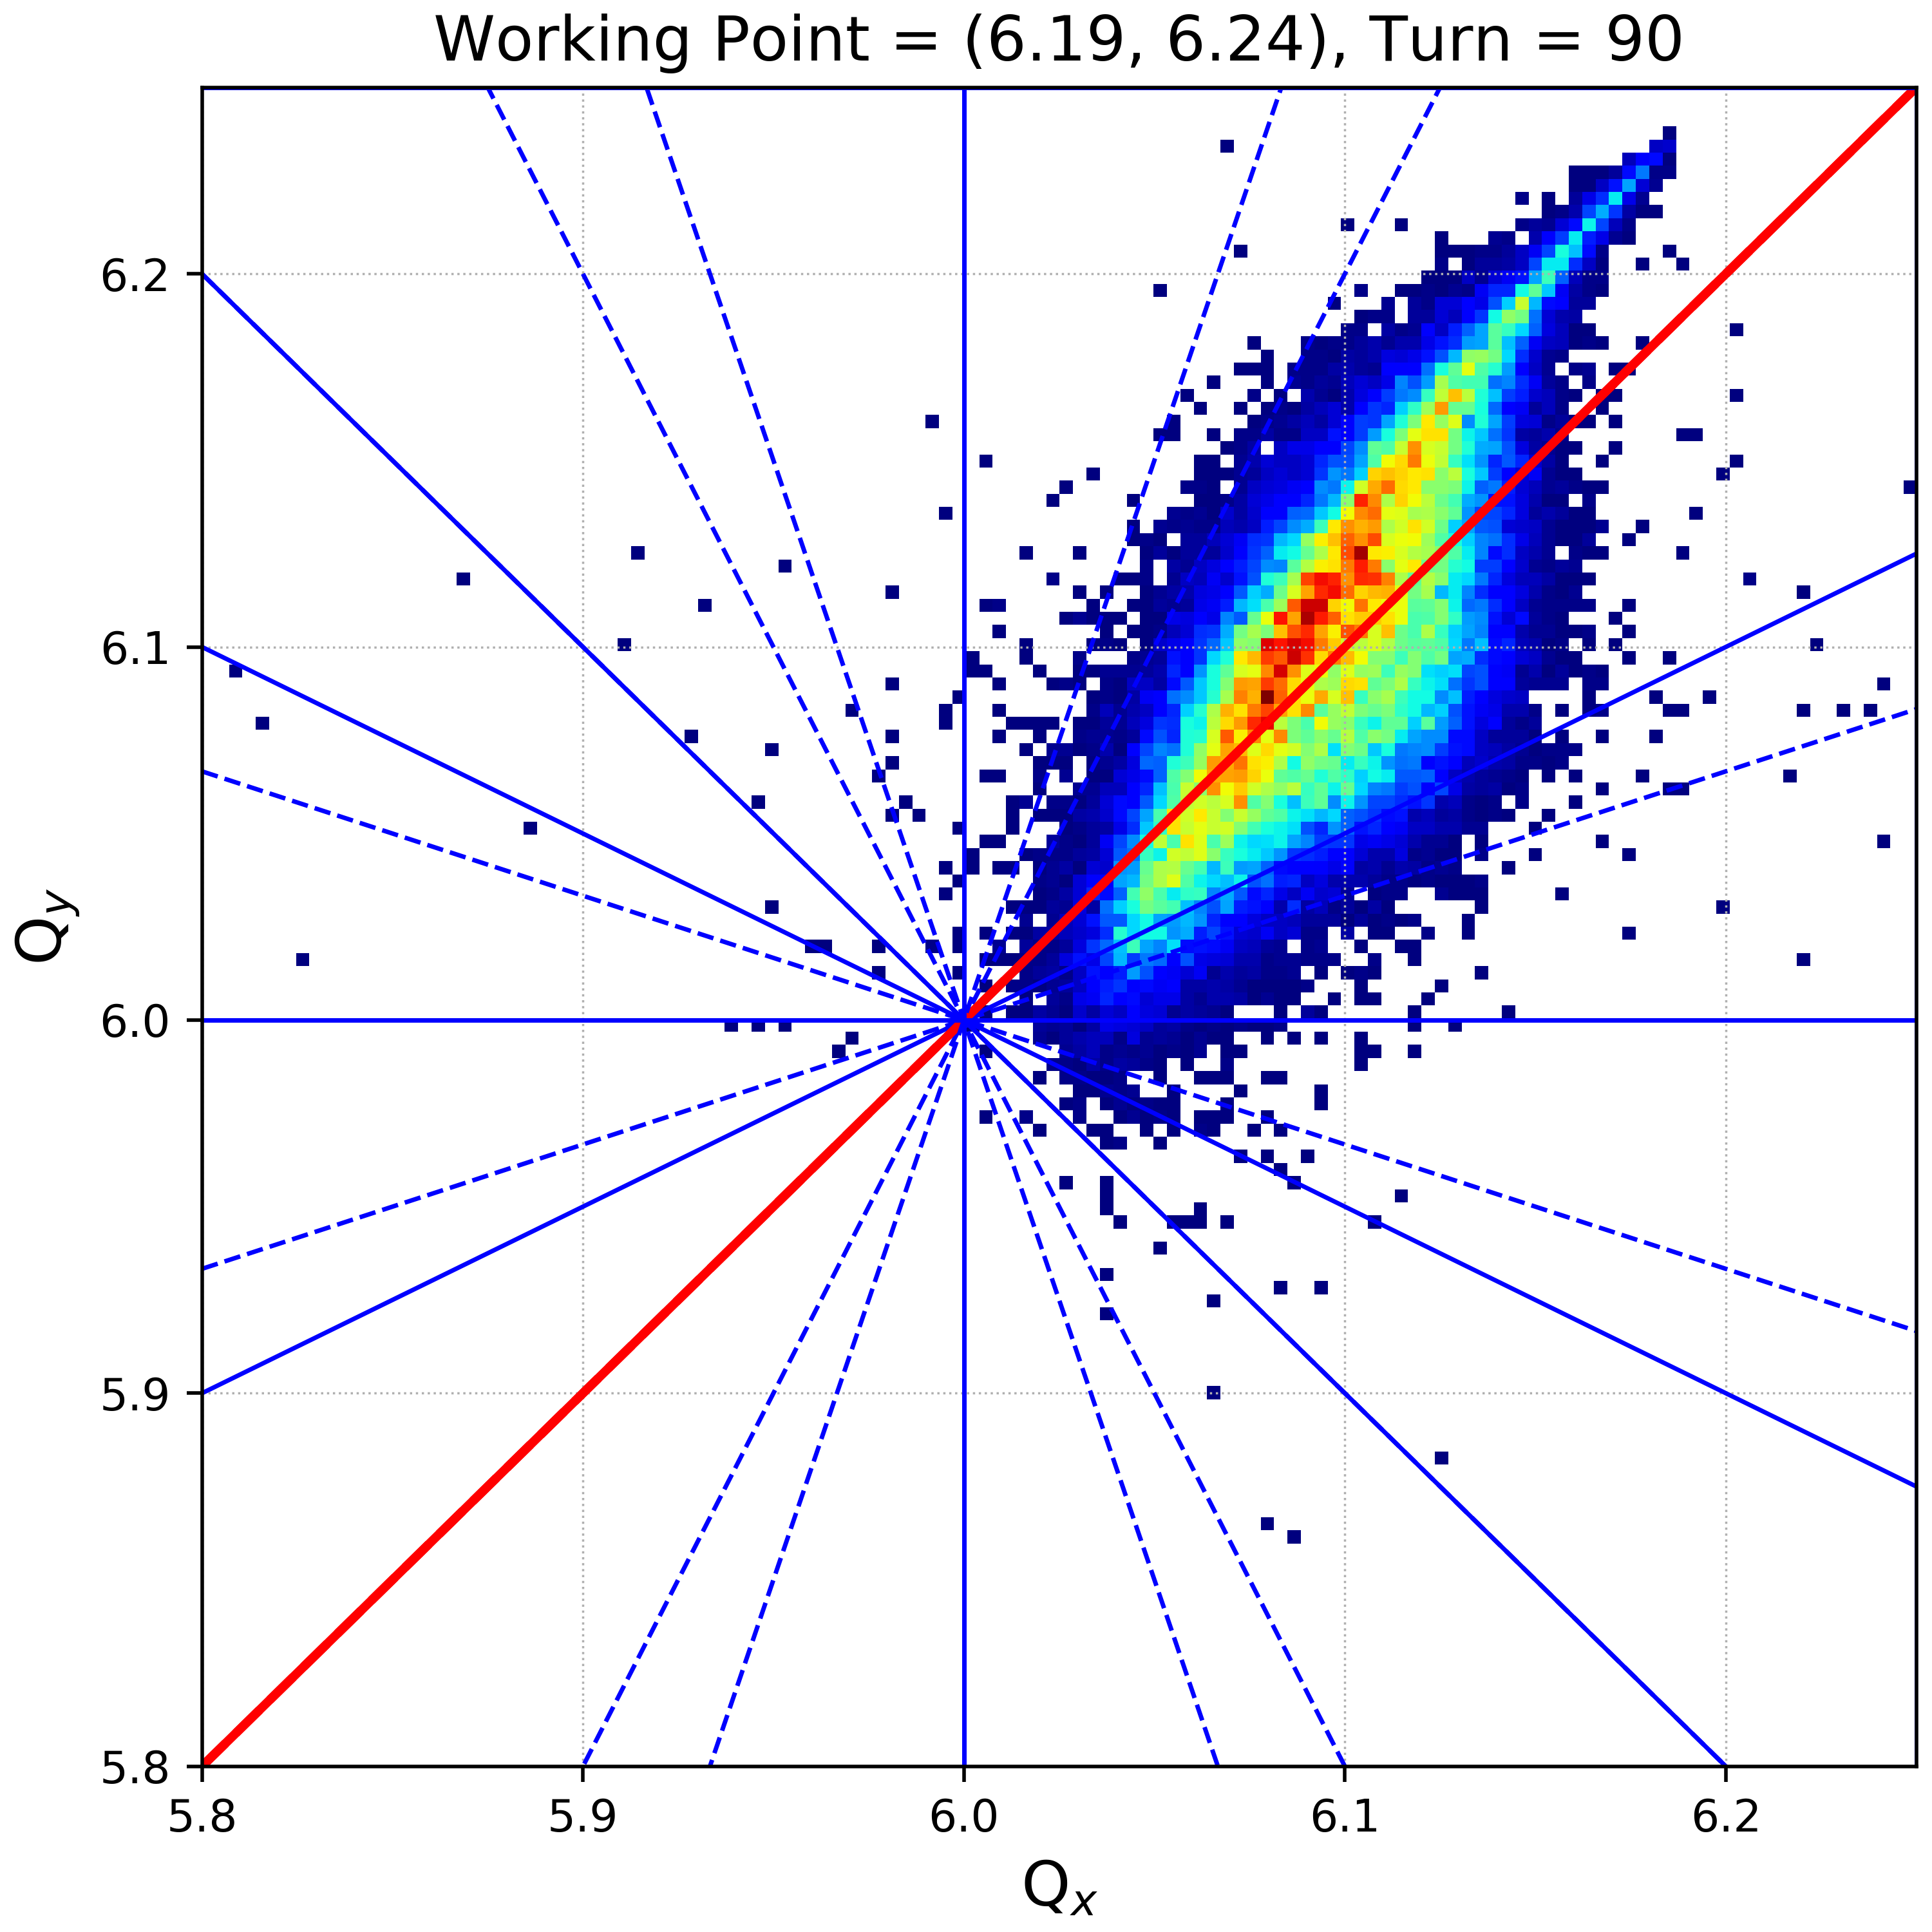 Working Point = (6.19, 6.24), Turn = 90
6.2
6.1
6.0
5.9
5.8
Qy
5.8 5.9 6.0 6.1 6.2
Qx